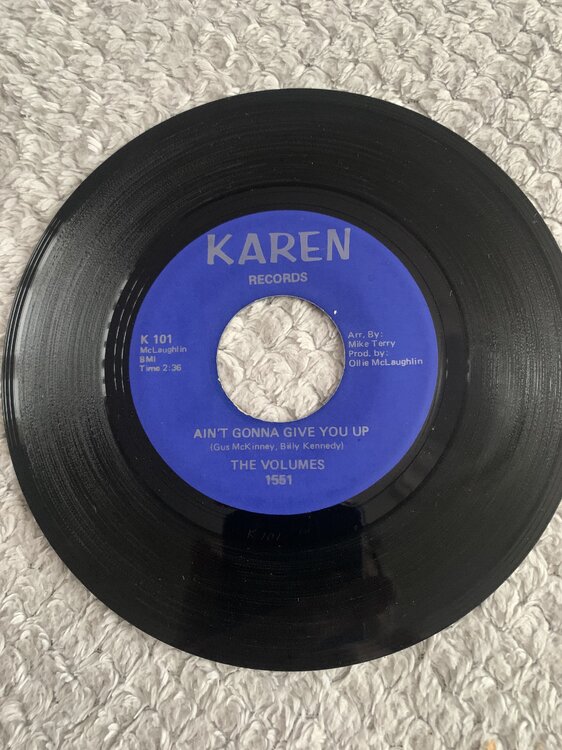 KAREN
RECORDS
K 101
McLaughlin
BMI
Time 2:36
Arr. By:
Mike Terry
Prod. by:
Ollie McLaughlin
AIN'T GONNA GIVE YOU UP
(Gus McKinney, Billy Kennedy)
THE VOLUMES
1551
K 101